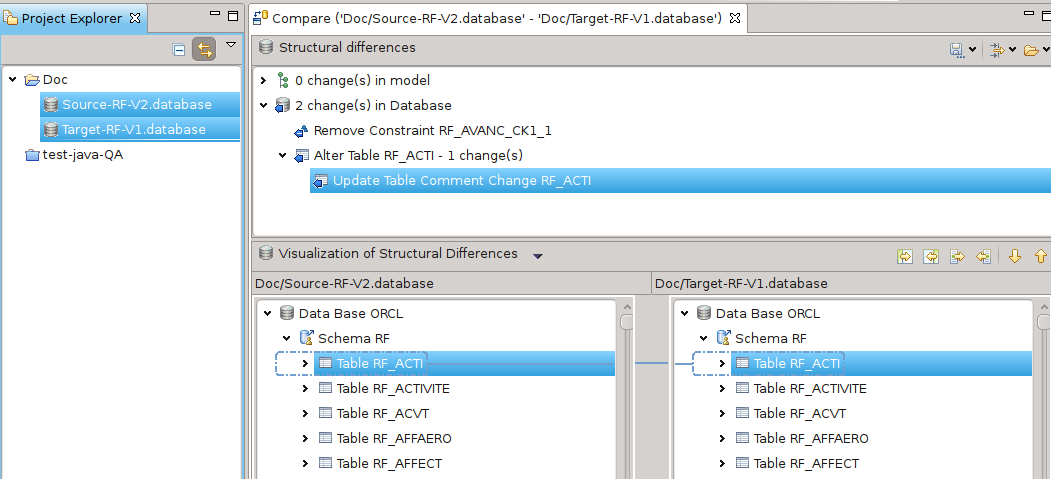 Project Explorer
Doc
Source-RF-V2.database
Target-RF-V1.database
test-java-QA
Compare ('Doc/Source-RF-V2.database' - 'Doc/Target-RF-V1.database')
Structural differences
0 change(s) in model
2 change(s) in Database
Remove Constraint RF_AVANC_CK1_1
Alter Table RF_ACTI - 1 change(s)
Update Table Comment Change RF_ACTI
Visualization of Structural Differences
Doc/Source-RF-V2.database
Data Base ORCL
Schema RF
Table RF_ACTI
Table RF_ACTIVITE
Table RF_ACVT
Table RF_AFFAERO
Table RF_AFFECT
Doc/Target-RF-V1.database
Data Base ORCL
Schema RF
Table RF_ACTI
Table RF_ACTIVITE
Table RF_ACVT
Table RF_AFFAERO
Table RF_AFFECT